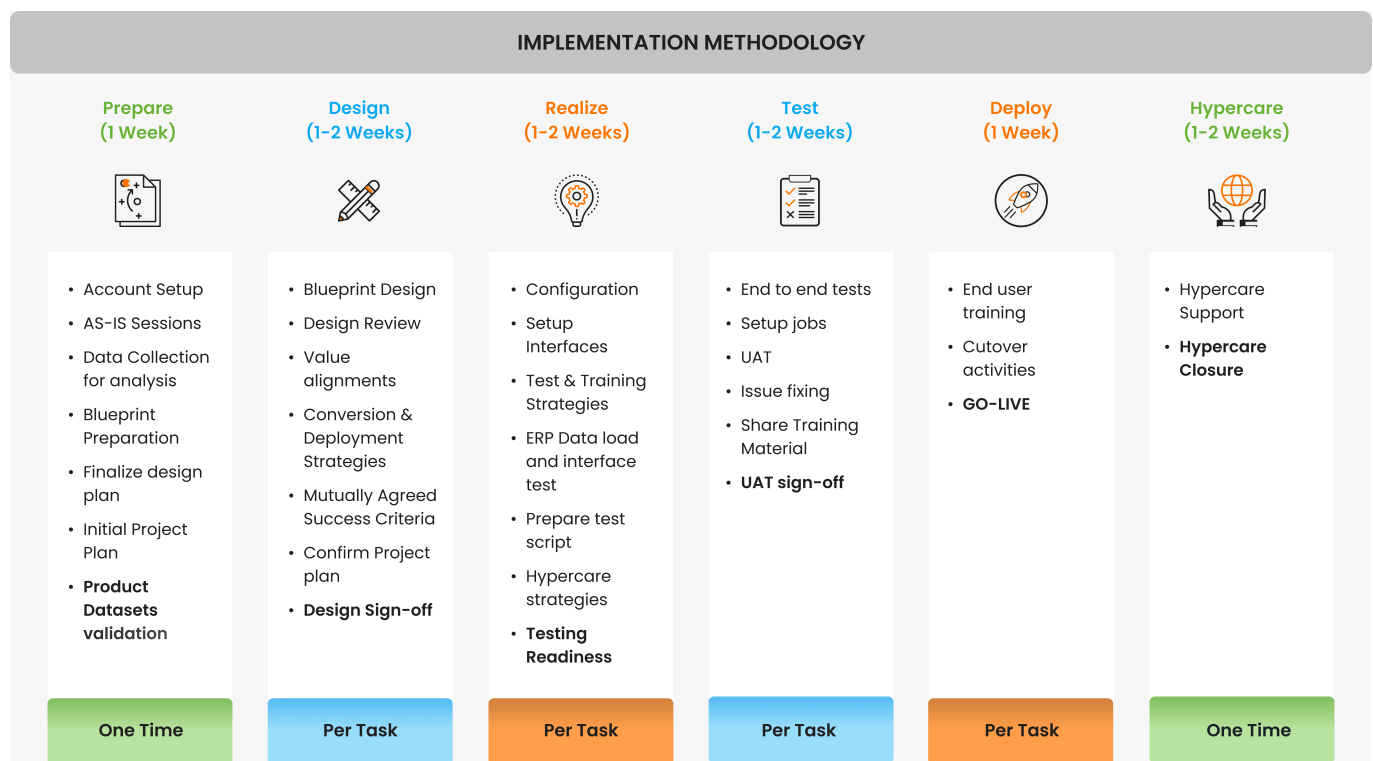 IMPLEMENTATION METHODOLOGY
Prepare
(1 Week)
• Account Setup
• AS-IS Sessions
• Data Collection
for analysis
• Blueprint
Preparation
• Finalize design
plan
• Initial Project
Plan
• Product
Datasets
validation
One Time
Design
(1-2 Weeks)
• Blueprint Design
• Design Review
• Value
alignments
• Conversion &
Deployment
Strategies
• Mutually Agreed
Success Criteria
• Confirm Project
plan
• Design Sign-off
Per Task
Realize
(1-2 Weeks)
• Configuration
• Setup
Interfaces
• Test & Training
Strategies
• ERP Data load
and interface
test
• Prepare test
script
• Hypercare
strategies
• Testing
Readiness
Per Task
Test
(1-2 Weeks)
• End to end tests
• Setup jobs
• UAT
• Issue fixing
• Share Training
Material
• UAT sign-off
Per Task
Deploy
(1 Week)
• End user
training
• Cutover
activities
• GO-LIVE
Per Task
Hypercare
(1-2 Weeks)
• Hypercare
Support
• Hypercare
Closure
One Time